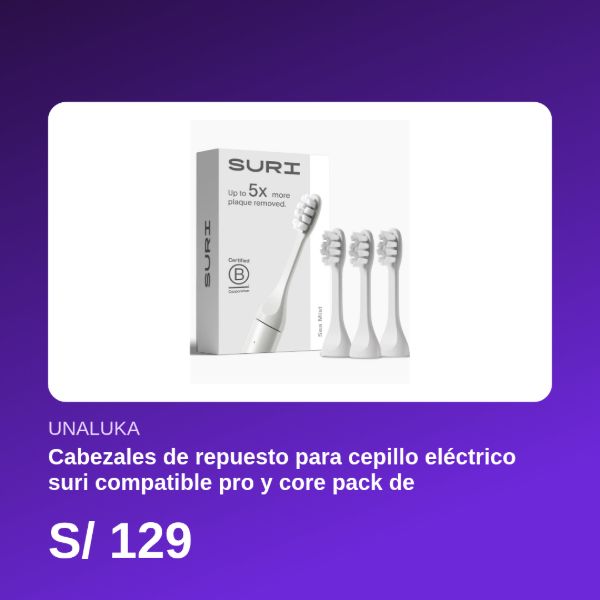 SURI
Up to 5x more
plaque removed.
SURI
Certified
B
Corporation
Sea Mist
UNALUKA
Cabezales de repuesto para cepillo eléctrico
suri compatible pro y core pack de
S/ 129